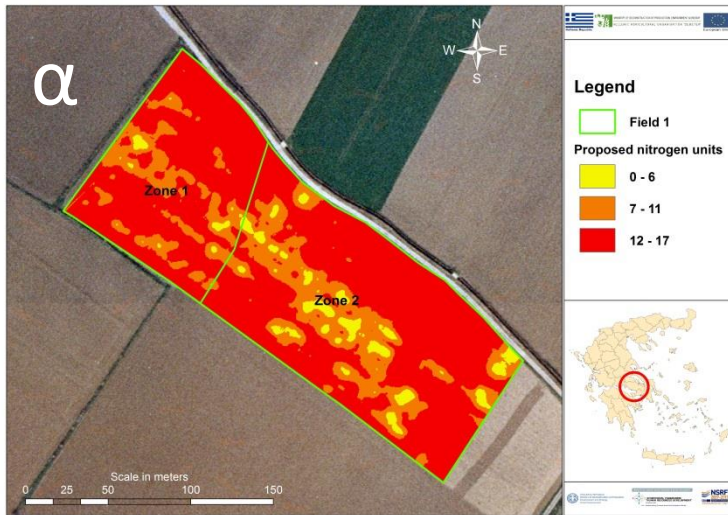 α
N
W E
S
Zone 1
Zone 2
Scale in meters
0 25 50 100 150
Legend
Field 1
Proposed nitrogen units
0 - 6
7 - 11
12 - 17
NSRF